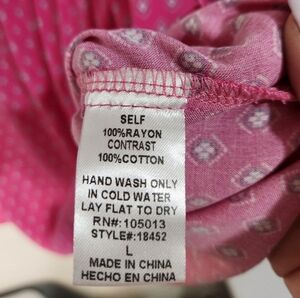 SELF
100%RAYON
CONTRAST
100%COTTON
HAND WASH ONLY
IN COLD WATER
LAY FLAT TO DRY
RN#:105013
STYLE#:18452
L
MADE IN CHINA
HECHO EN CHINA